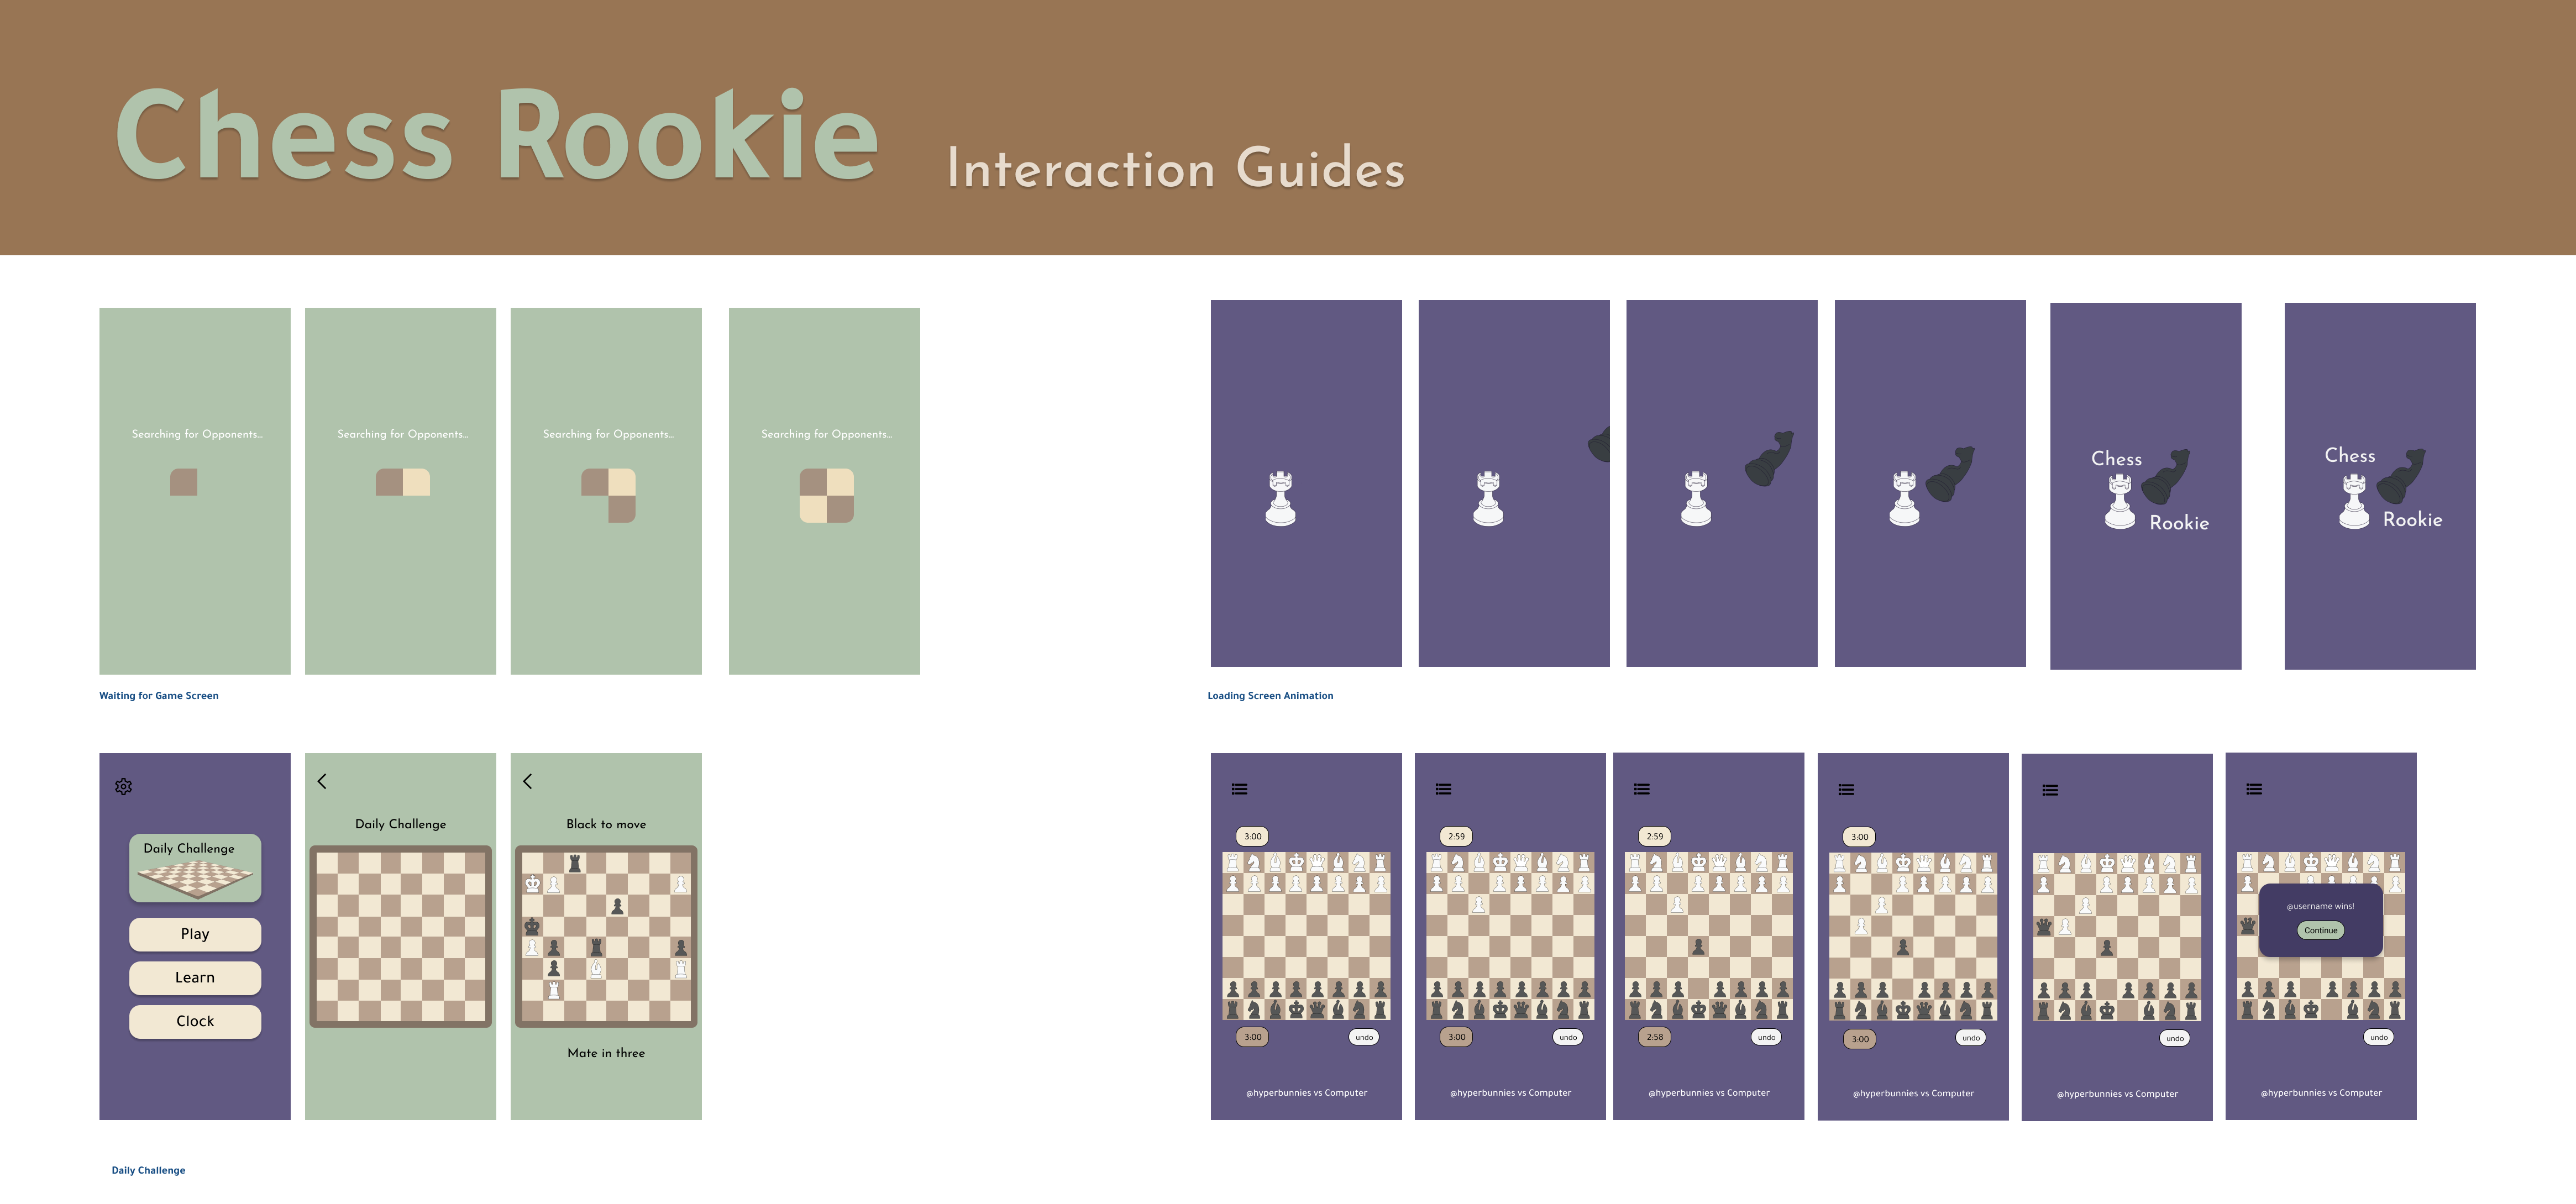 Chess Rookie Interaction Guides
Searching for Opponents...
Searching for Opponents...
Searching for Opponents...
Searching for Opponents...
Waiting for Game Screen
Chess
Rookie
Chess
Rookie
Loading Screen Animation
Daily Challenge
Play
Learn
Clock
Daily Challenge
Black to move
Mate in three
Daily Challenge
3:00
3:00
undo
@hyperbunnies vs Computer
2:59
3:00
undo
@hyperbunnies vs Computer
2:59
2:58
undo
@hyperbunnies vs Computer
3:00
3:00
undo
@hyperbunnies vs Computer
undo
@hyperbunnies vs Computer
@username wins!
Continue
undo
@hyperbunnies vs Computer